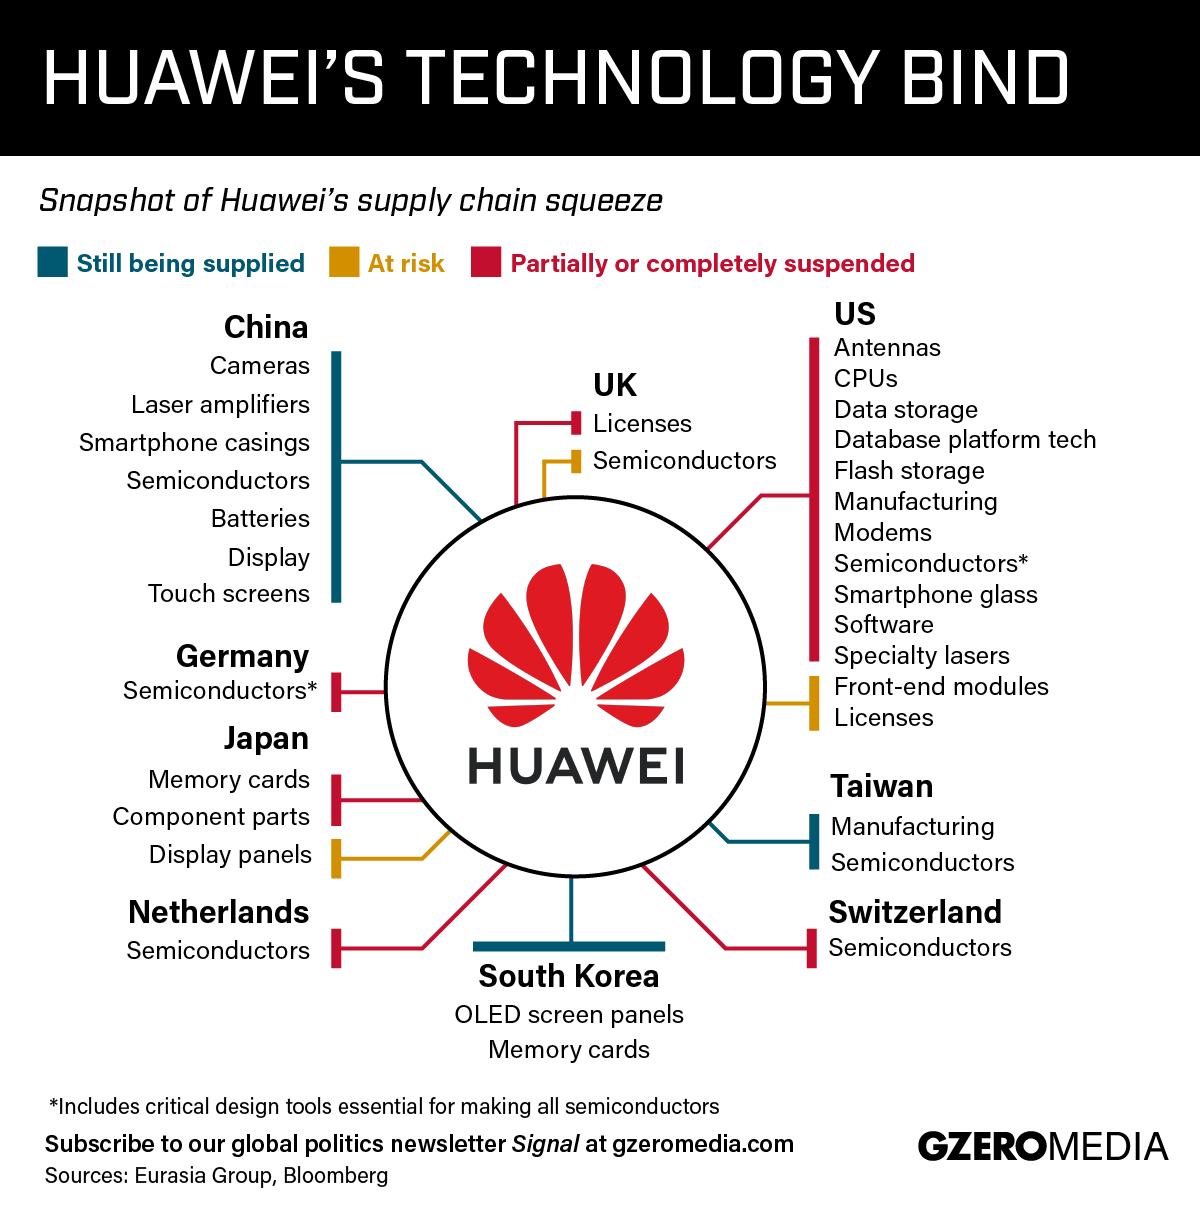 HUAWEI’S TECHNOLOGY BIND
Snapshot of Huawei’s supply chain squeeze
Still being supplied At risk Partially or completely suspended
China
Cameras
Laser amplifiers
Smartphone casings
Semiconductors
Batteries
Display
Touch screens
Germany
Semiconductors*
Japan
Memory cards
Component parts
Display panels
Netherlands
Semiconductors
UK
Licenses
Semiconductors
HUAWEI
South Korea
OLED screen panels
Memory cards
US
Antennas
CPUs
Data storage
Database platform tech
Flash storage
Manufacturing
Modems
Semiconductors*
Smartphone glass
Software
Specialty lasers
Front-end modules
Licenses
Taiwan
Manufacturing
Semiconductors
Switzerland
Semiconductors
*Includes critical design tools essential for making all semiconductors
Subscribe to our global politics newsletter Signal at gzeromedia.com
Sources: Eurasia Group, Bloomberg
GZEROMEDIA